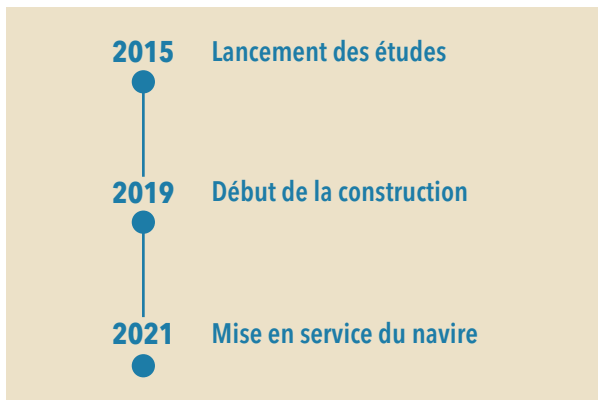 2015 Lancement des études
2019 Début de la construction
2021 Mise en service du navire